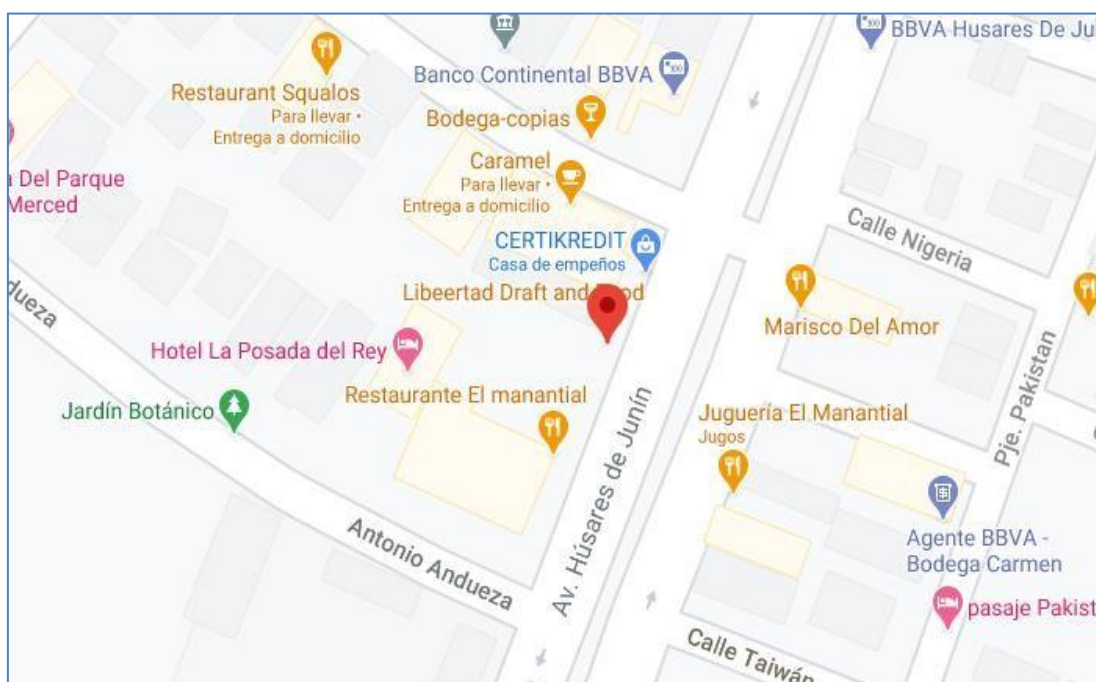 BBVA Husares De Ju
Banco Continental BBVA
Restaurant Squalos
Para llevar •
Entrega a domicilio
Bodega-copias
Caramel
Para llevar •
Entrega a domicilio
a Del Parque
Merced
Calle Nigeria
CERTIKREDIT
Casa de empeños
Libeertad Draft and ood
Marisco Del Amor
dueza
Hotel La Posada del Rey
Restaurante El manantial
Jardín Botánico
Juguería El Manantial
Jugos
Pje. Pakistan
Av. Húsares de Junín
Antonio Andueza
Agente BBVA -
Bodega Carmen
pasaje Pakist
Calle Taiwán